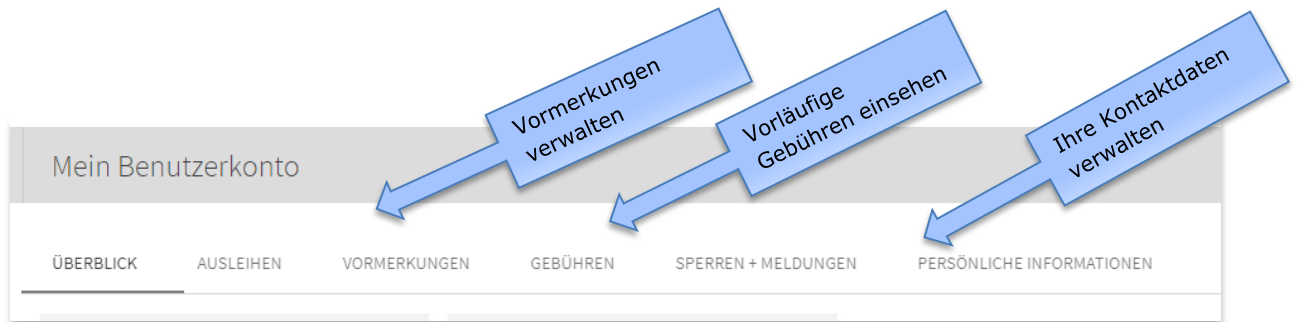 Vormerkungen
verwalten
Vorläufige
Gebühren einsehen
Ihre Kontaktdaten
verwalten
Mein Benutzerkonto
ÜBERBLICK AUSLEIHEN VORMERKUNGEN GEBÜHREN SPERREN + MELDUNGEN PERSÖNLICHE INFORMATIONEN